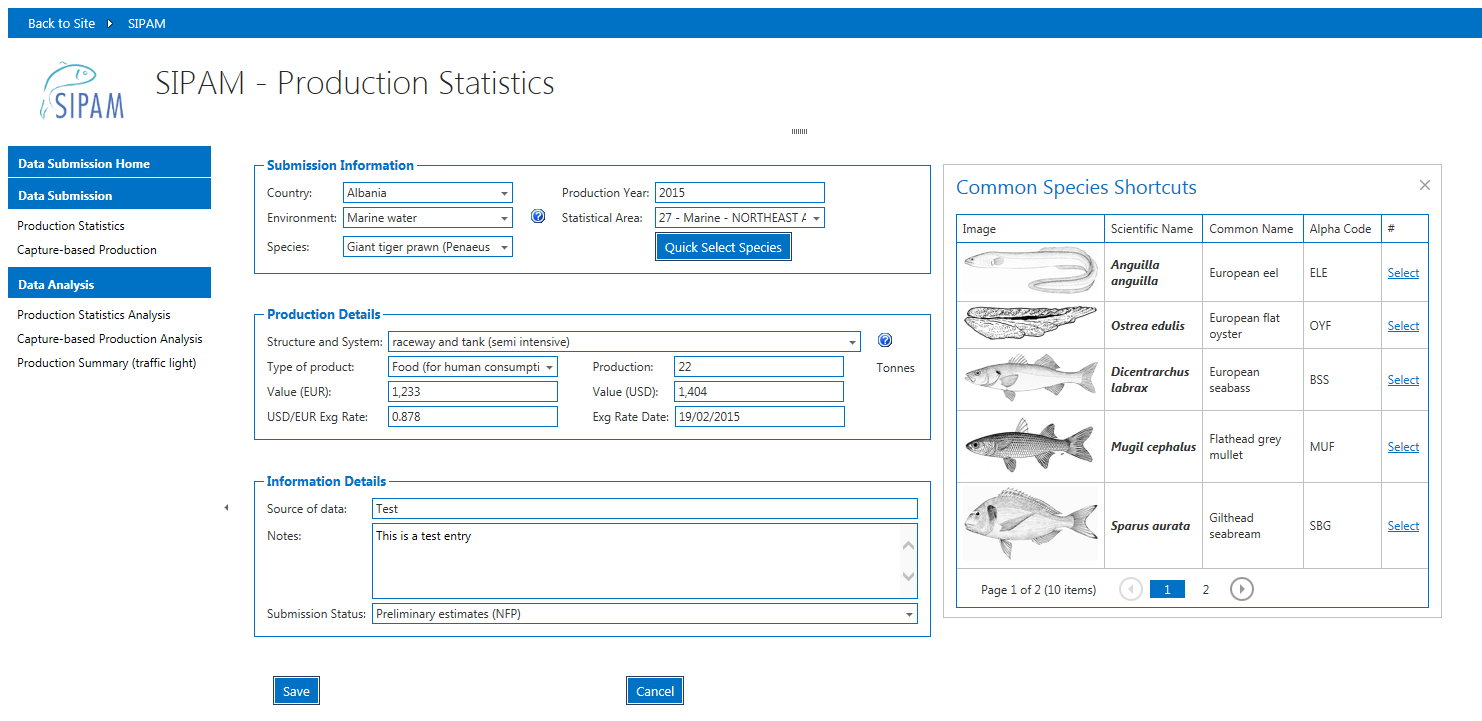 Back to Site SIPAM
SIPAM
SIPAM - Production Statistics
Data Submission Home
Data Submission
Production Statistics
Capture-based Production
Data Analysis
Production Statistics Analysis
Capture-based Production Analysis
Production Summary (traffic light)
Submission Information
Country: Albania Production Year: 2015
Environment: Marine water ? Statistical Area: 27 - Marine - NORTHEAST A
Species: Giant tiger prawn (Penaeus Quick Select Species
Production Details
Structure and System: raceway and tank (semi intensive) ?
Type of product: Food (for human consumpti Production: 22 Tonnes
Value (EUR): 1,233 Value (USD): 1,404
USD/EUR Exg Rate: 0.878 Exg Rate Date: 19/02/2015
Information Details
Source of data: Test
Notes: This is a test entry
Submission Status: Preliminary estimates (NFP)
Save Cancel
Common Species Shortcuts
Image Scientific Name Common Name Alpha Code #
Anguilla
anguilla European eel ELE Select
Ostrea edulis European flat
oyster OYF Select
Dicentrarchus
labrax European
seabass BSS Select
Mugil cephalus Flathead grey
mullet MUF Select
Sparus aurata Gilthead
seabream SBG Select
Page 1 of 2 (10 items) 1 2